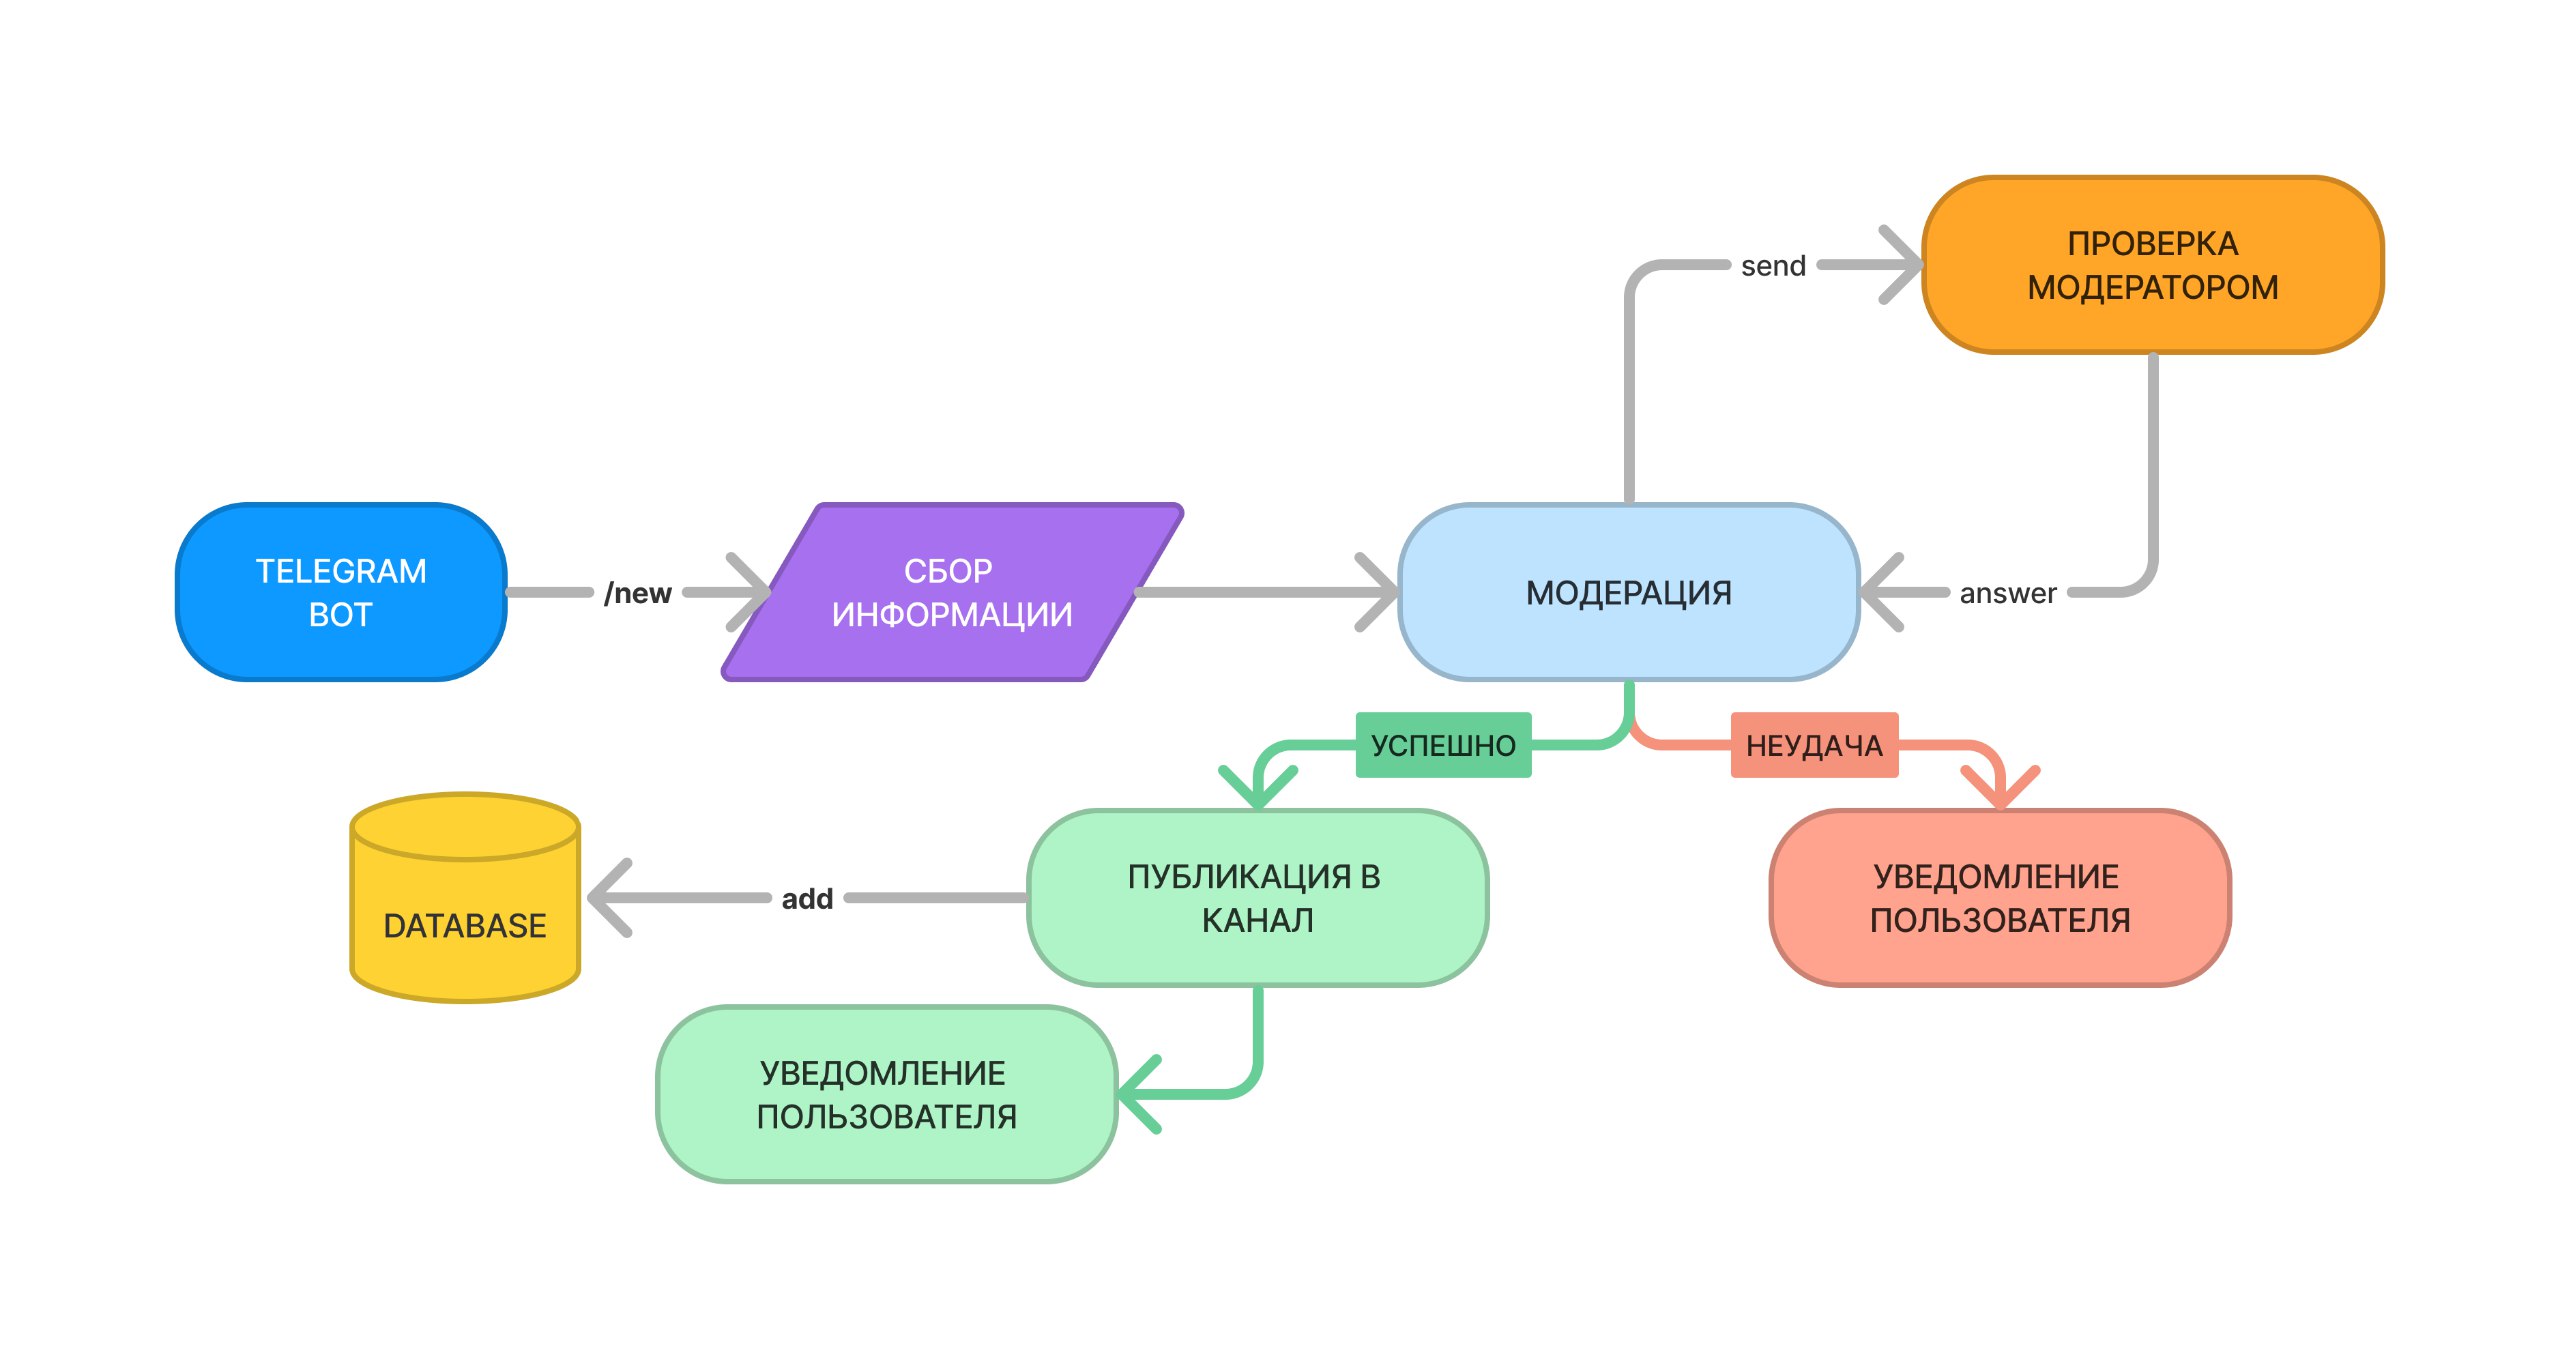 ПРОВЕРКА
МОДЕРАТОРОМ
send
TELEGRAM
BOT
/new
СБОР
ИНФОРМАЦИИ
МОДЕРАЦИЯ
answer
УСПЕШНО
НЕУДАЧА
DATABASE
add
ПУБЛИКАЦИЯ В
КАНАЛ
УВЕДОМЛЕНИЕ
ПОЛЬЗОВАТЕЛЯ
УВЕДОМЛЕНИЕ
ПОЛЬЗОВАТЕЛЯ